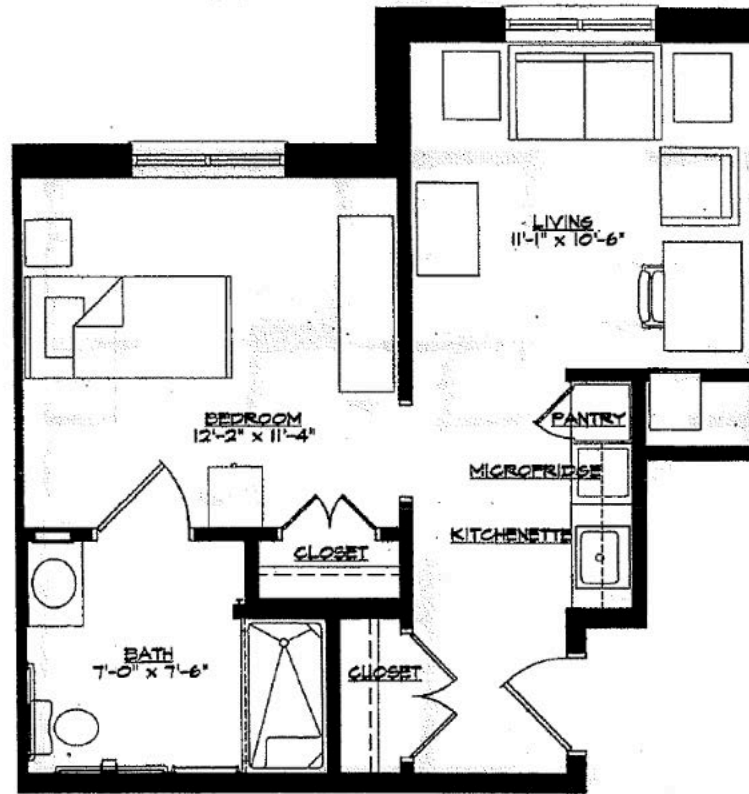 LIVING
11'-1" x 10'-6"
BEDROOM
12'-2" x 11'-4"
PANTRY
MICROFRIDGE
KITCHENETTE
CLOSET
BATH
7'-0" x 7'-6"
CLOSET